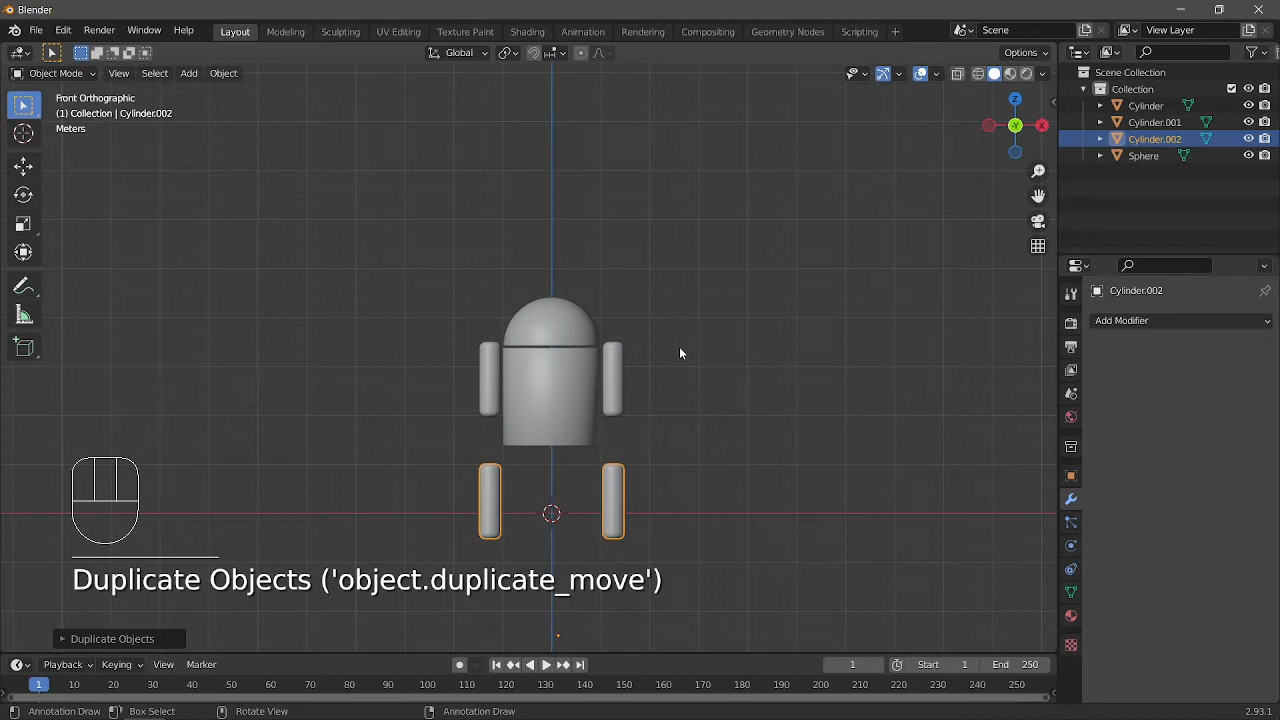 Blender
File Edit Render Window Help
Layout Modeling Sculpting UV Editing Texture Paint Shading Animation Rendering Compositing Geometry Nodes Scripting +
Scene
View Layer
Global
Options
Object Mode View Select Add Object
Front Orthographic
(1) Collection | Cylinder.002
Meters
Z
-Y
X
Scene Collection
Collection
Cylinder
Cylinder.001
Cylinder.002
Sphere
Cylinder.002
Add Modifier
Duplicate Objects ('object.duplicate_move')
Duplicate Objects
Playback Keying View Marker
1
Start 1
End 250
1 10 20 30 40 50 60 70 80 90 100 110 120 130 140 150 160 170 180 190 200 210 220 230 240 250
Annotation Draw Box Select Rotate View Annotation Draw
2.93.1